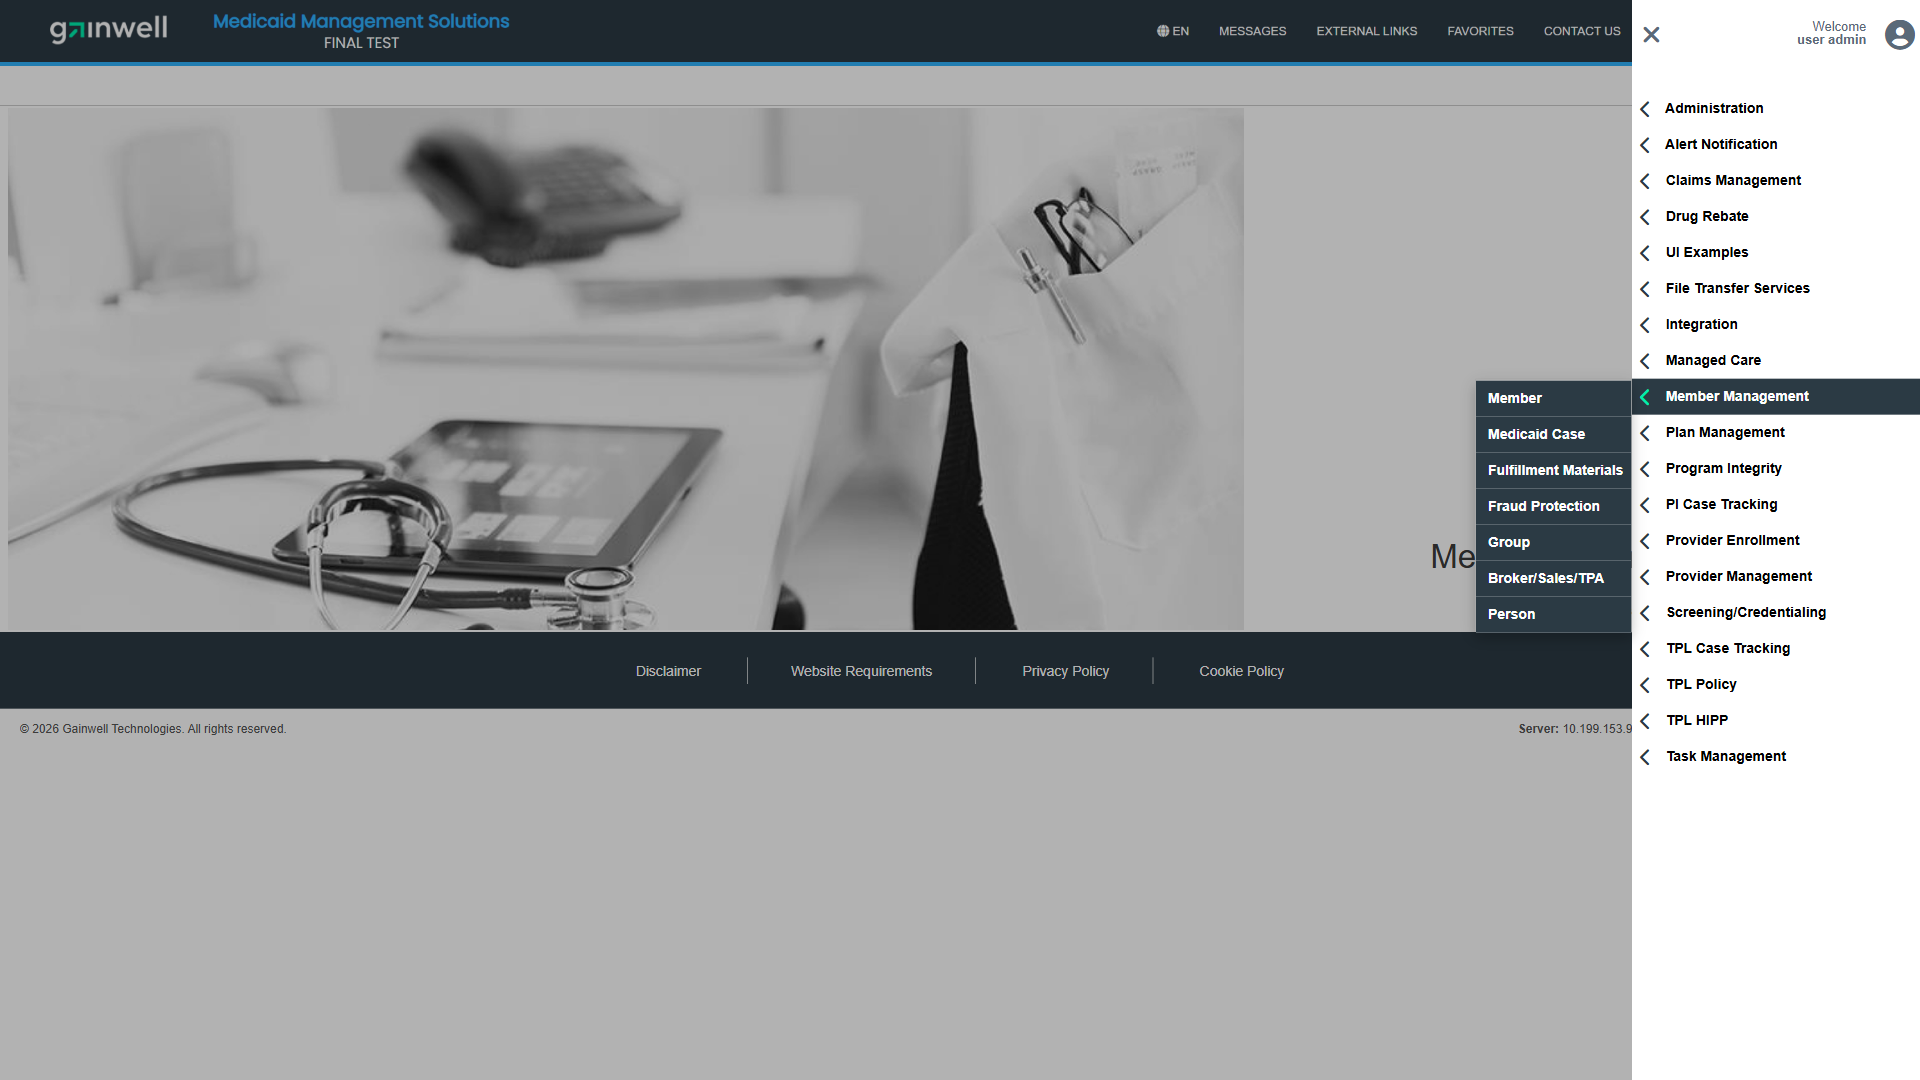 gainwell
Medicaid Management Solutions
FINAL TEST
EN
MESSAGES
EXTERNAL LINKS
FAVORITES
CONTACT US
Welcome
user admin
Administration
Alert Notification
Claims Management
Drug Rebate
UI Examples
File Transfer Services
Integration
Managed Care
Member Management
Plan Management
Program Integrity
PI Case Tracking
Provider Enrollment
Provider Management
Screening/Credentialing
TPL Case Tracking
TPL Policy
TPL HIPP
Task Management
Member
Medicaid Case
Fulfillment Materials
Fraud Protection
Group
Broker/Sales/TPA
Person
Me
Disclaimer
Website Requirements
Privacy Policy
Cookie Policy
© 2026 Gainwell Technologies. All rights reserved.
Server: 10.199.153.9